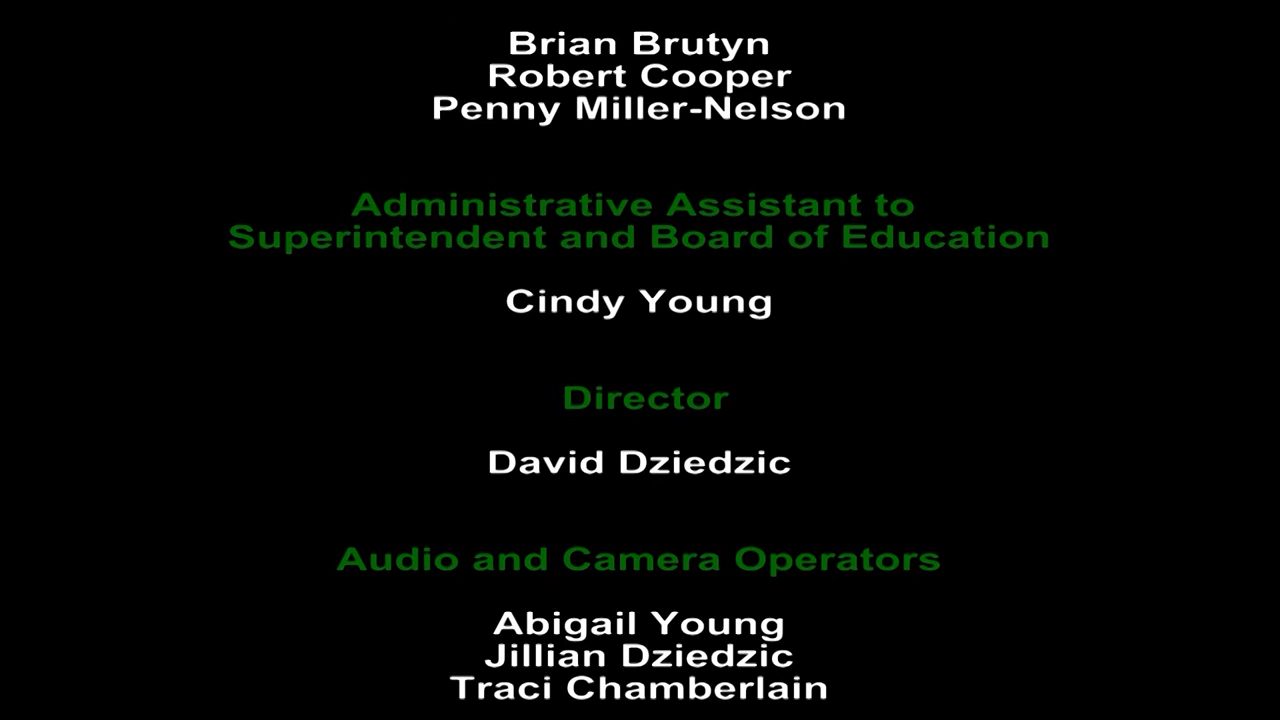 Brian Brutyn
Robert Cooper
Penny Miller-Nelson
Administrative Assistant to
Superintendent and Board of Education
Cindy Young
Director
David Dziedzic
Audio and Camera Operators
Abigail Young
Jillian Dziedzic
Traci Chamberlain